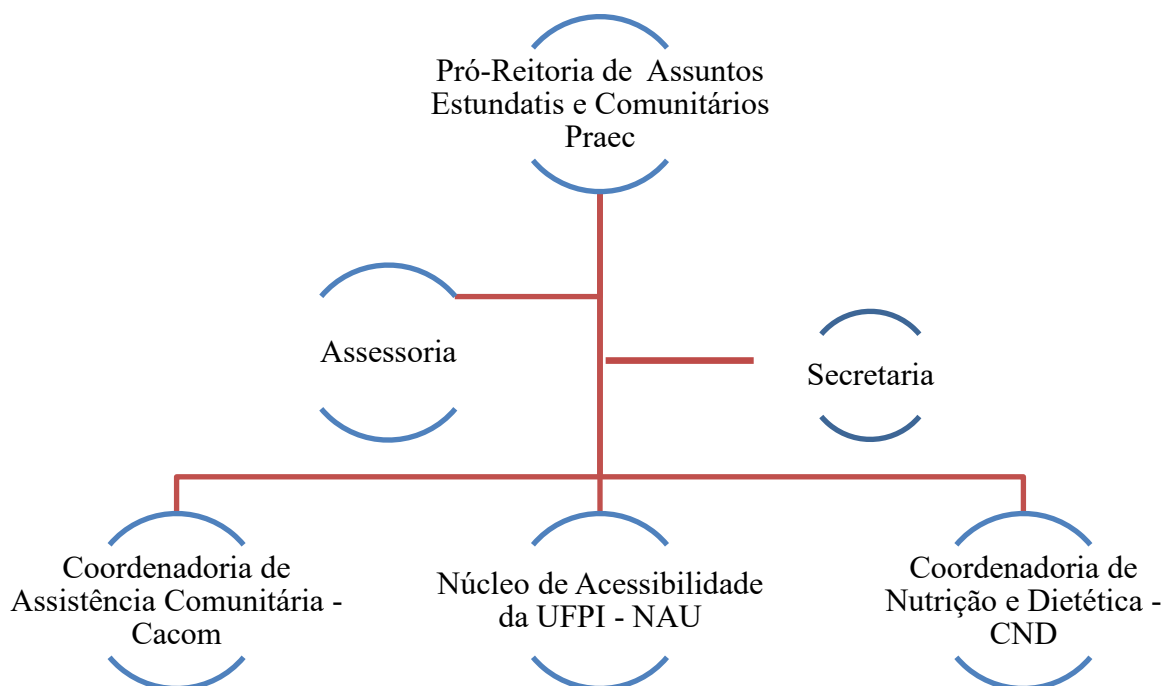 Pró-Reitoria de Assuntos
Estundatis e Comunitários
Praec
Assessoria
Secretaria
Coordenadoria de
Assistência Comunitária -
Cacom
Núcleo de Acessibilidade
da UFPI - NAU
Coordenadoria de
Nutrição e Dietética -
CND